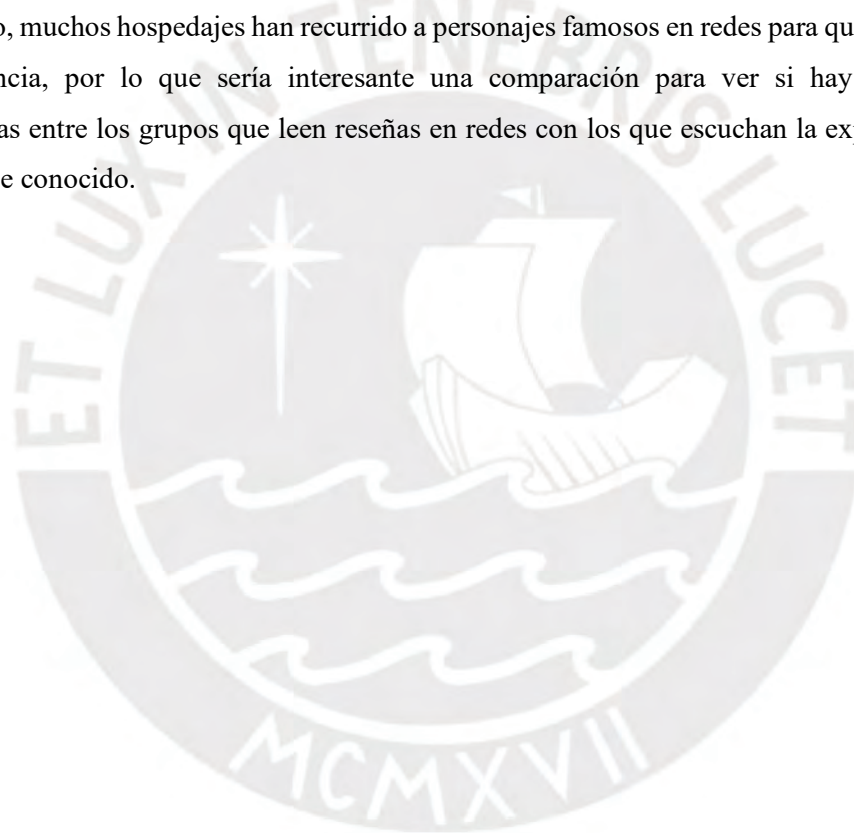 o, muchos hospedajes han recurrido a personajes famosos en redes para qu
ncia, por lo que sería interesante una comparación para ver si hay
as entre los grupos que leen reseñas en redes con los que escuchan la ex
e conocido.
ET LUX IN TENEBRIS LUCET
MCMXVII